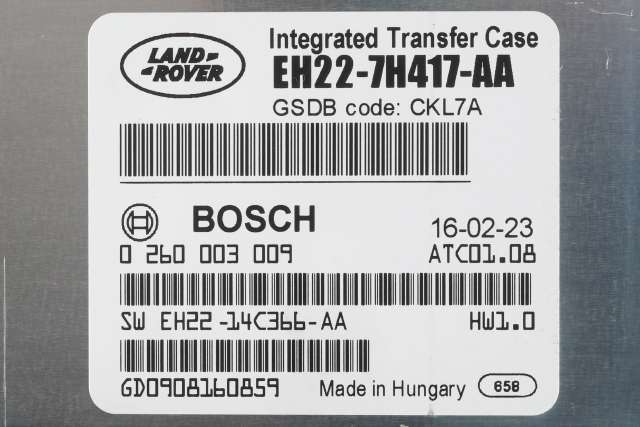 LAND
ROVER
Integrated Transfer Case
EH22-7H417-AA
GSDB code: CKL7A
BOSCH
16-02-23
0 260 003 009
ATC01.08
SW EH22 -14C366-AA
HW1.0
GD0908160859
Made in Hungary
658